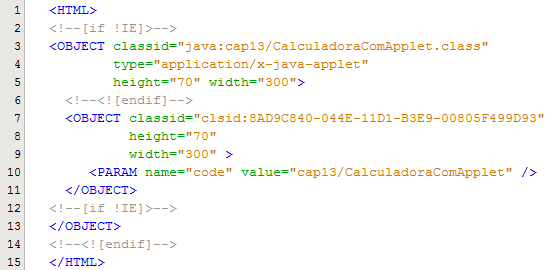 1 <HTML>
2 <!--[if !IE]>-->
3 <OBJECT classid="java:cap13/CalculadoraComApplet.class"
4 type="application/x-java-applet"
5 height="70" width="300">
6 <!--<![endif]-->
7 <OBJECT classid="clsid:8AD9C840-044E-11D1-B3E9-00805F499D93"
8 height="70"
9 width="300" >
10 <PARAM name="code" value="cap13/CalculadoraComApplet" />
11 </OBJECT>
12 <!--[if !IE]>-->
13 </OBJECT>
14 <!--<![endif]-->
15 </HTML>